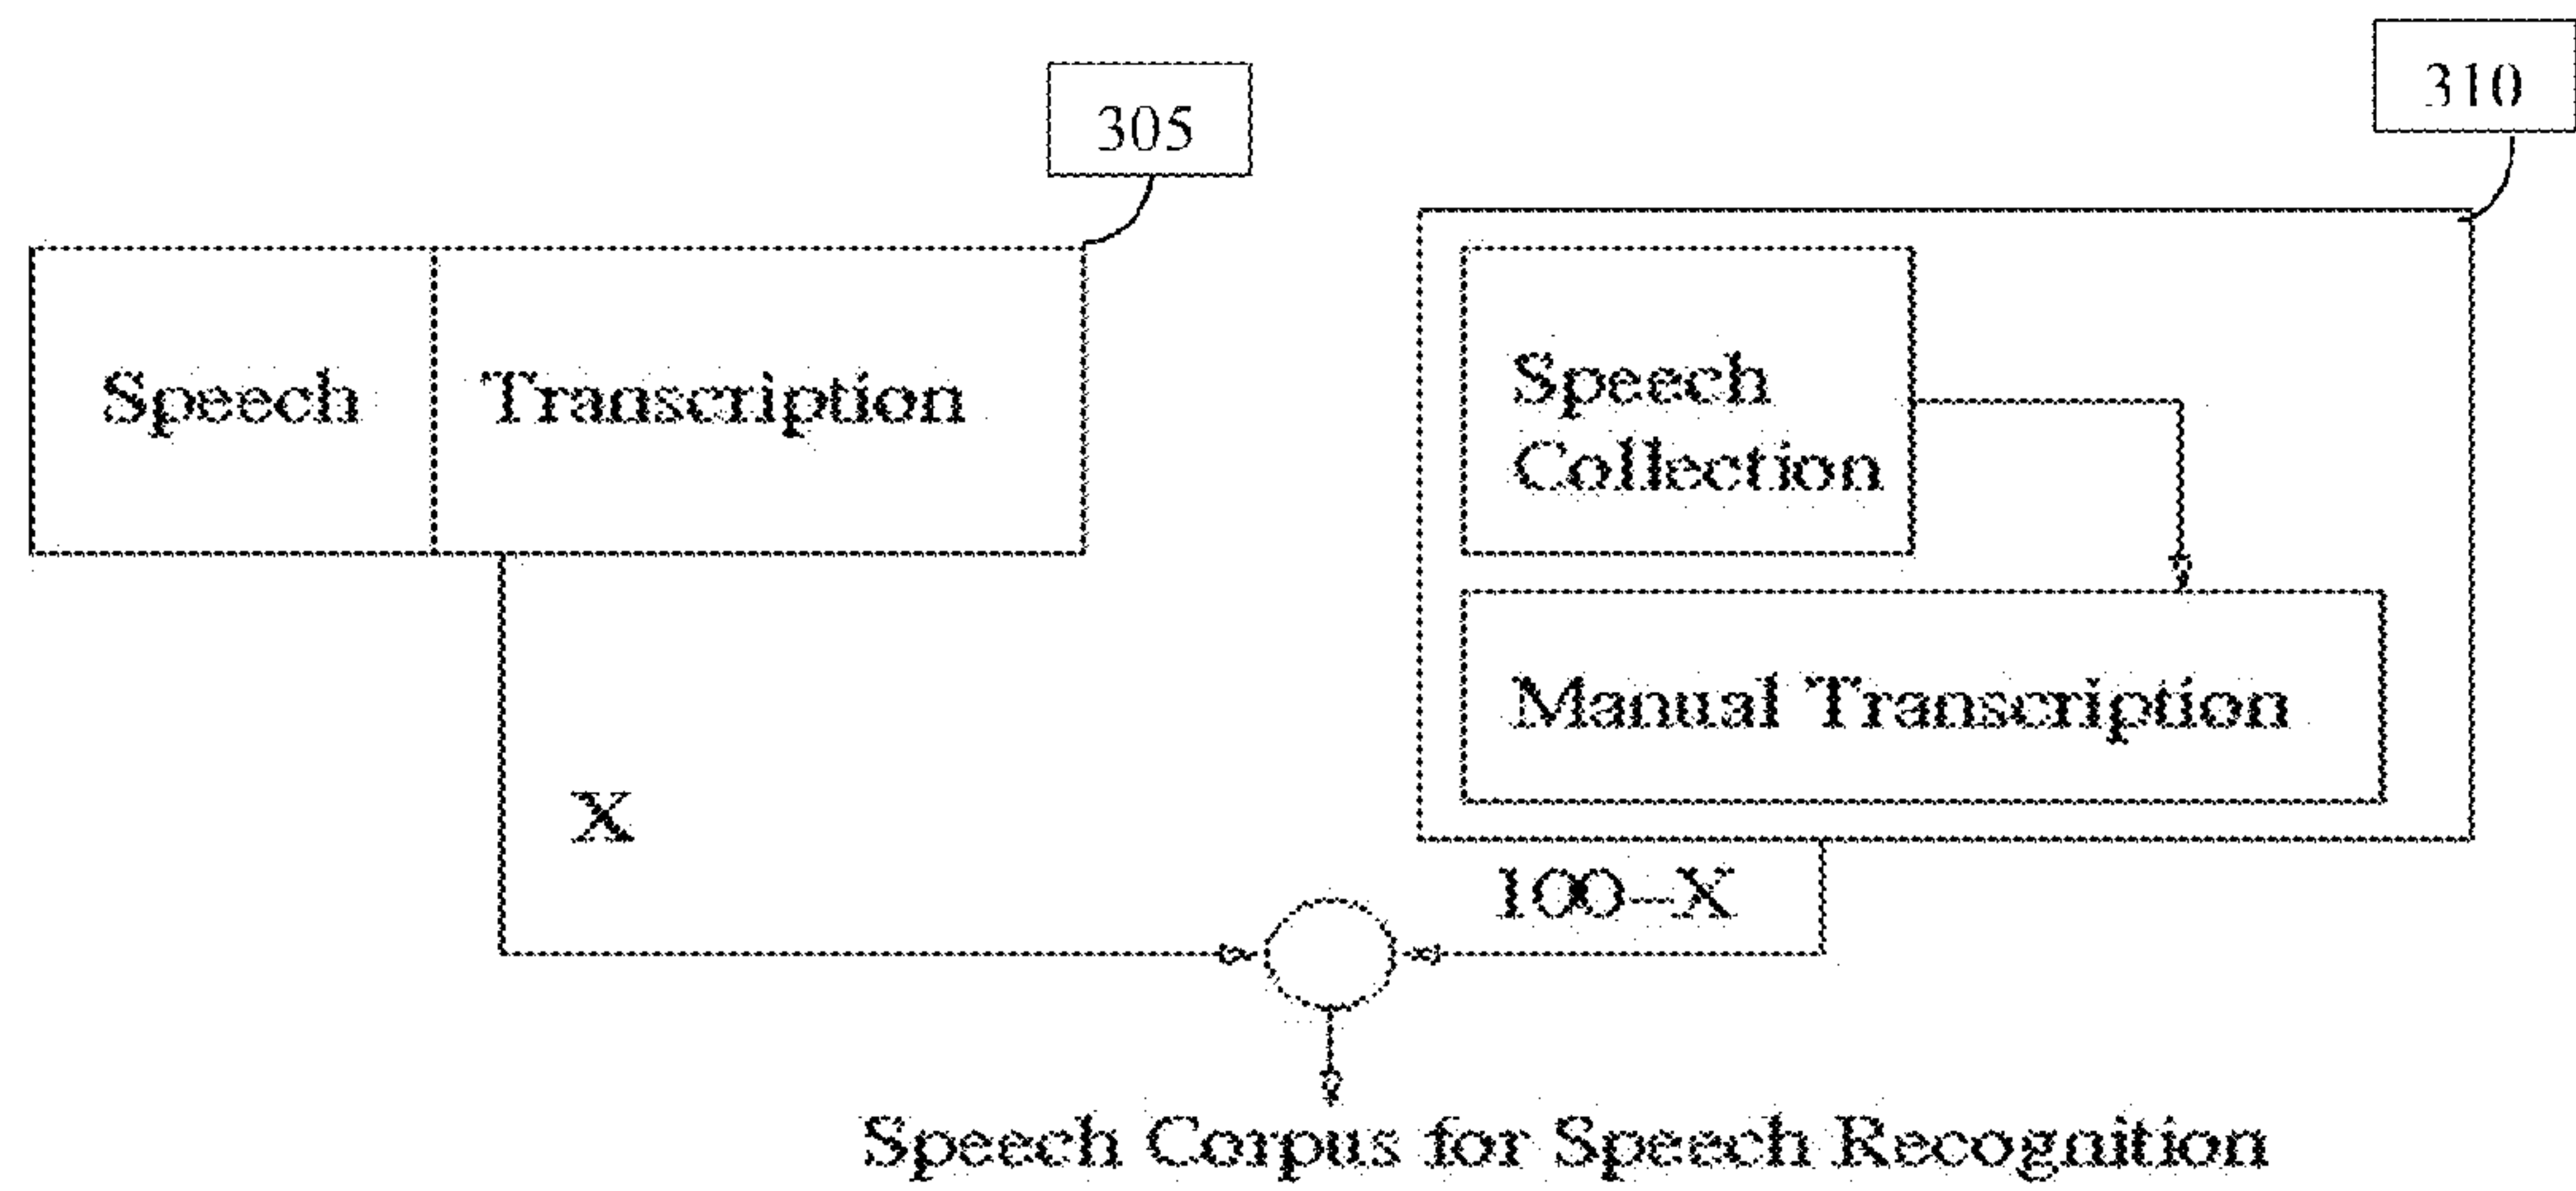 305
310
Speech
Transcription
Speech
Collection
Manual Transcription
X
100-X
Speech Corpus for Speech Recognition